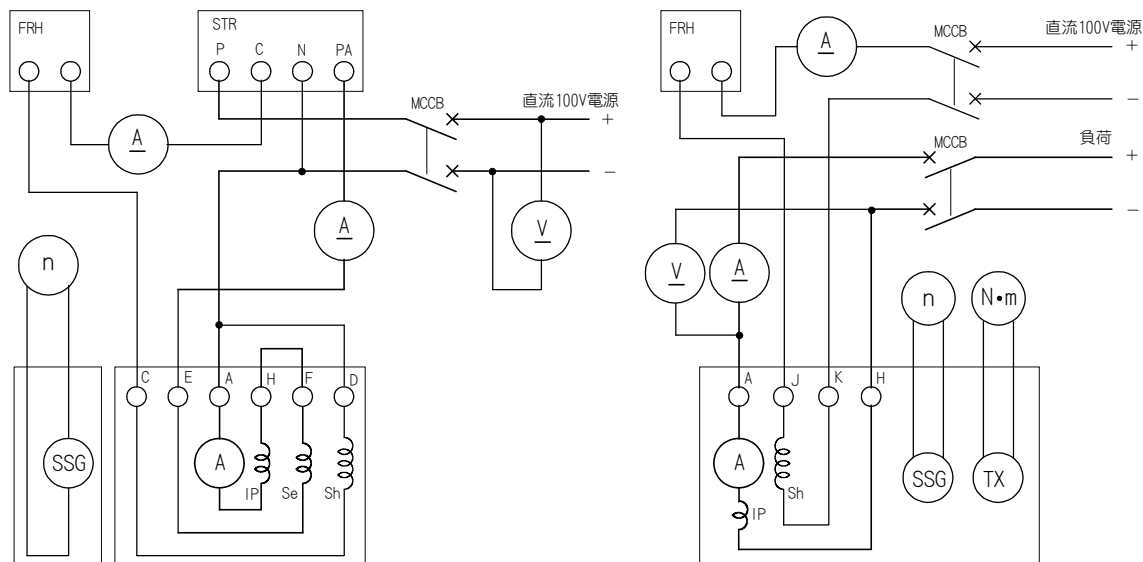 FRH
STR
P C N PA
A
MCCB
直流100V電源
+
−
A
V
n
SSG
C E A H F D
A
IP Se Sh
FRH
A
MCCB
直流100V電源
+
−
MCCB
負荷
+
−
V A
n N•m
A J K H
A
Sh
IP
SSG TX